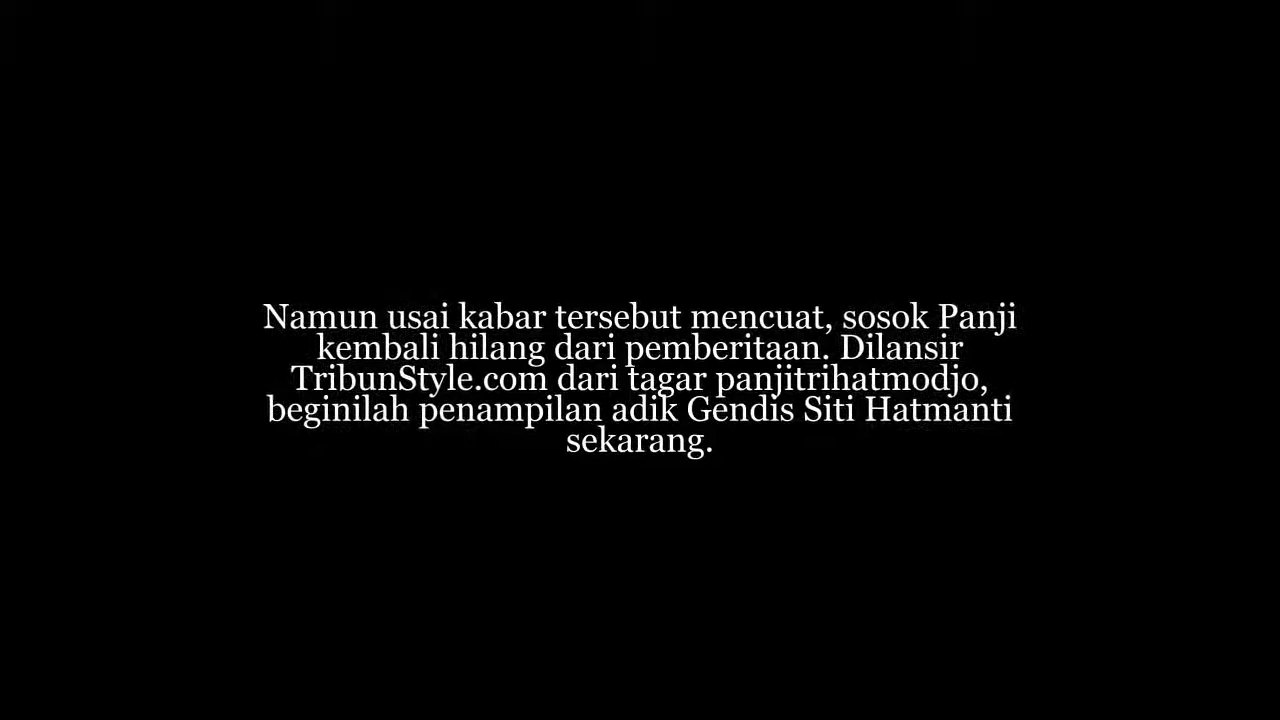 Namun usai kabar tersebut mencuat, sosok Panji
kembali hilang dari pemberitaan. Dilansir
TribunStyle.com dari tagar panjitrihatmodjo,
beginilah penampilan adik Gendis Siti Hatmanti
sekarang.